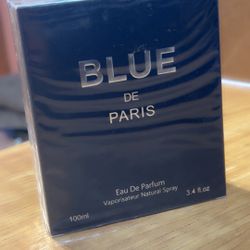 BLUE
DE
PARIS
Eau De Parfum
Vaporisateur Natural Spray
100ml
3.4 fl.oz